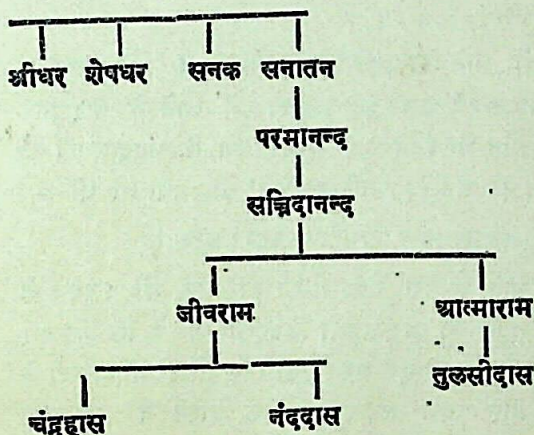 श्रीधर शेषधर सनक सनातन
परमानन्द
सच्चिदानन्द
जीवराम आत्माराम
तुलसीदास
चंद्रहास नंददास